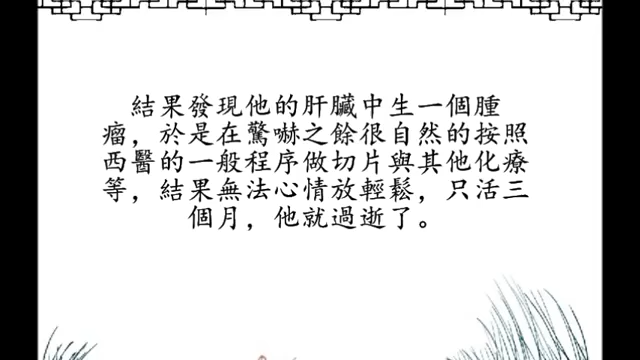 結果發現他的肝臟中生一個腫
瘤，於是在驚嚇之餘很自然的按照
西醫的一般程序做切片與其他化療
等，結果無法心情放輕鬆，只活三
個月，他就過逝了。